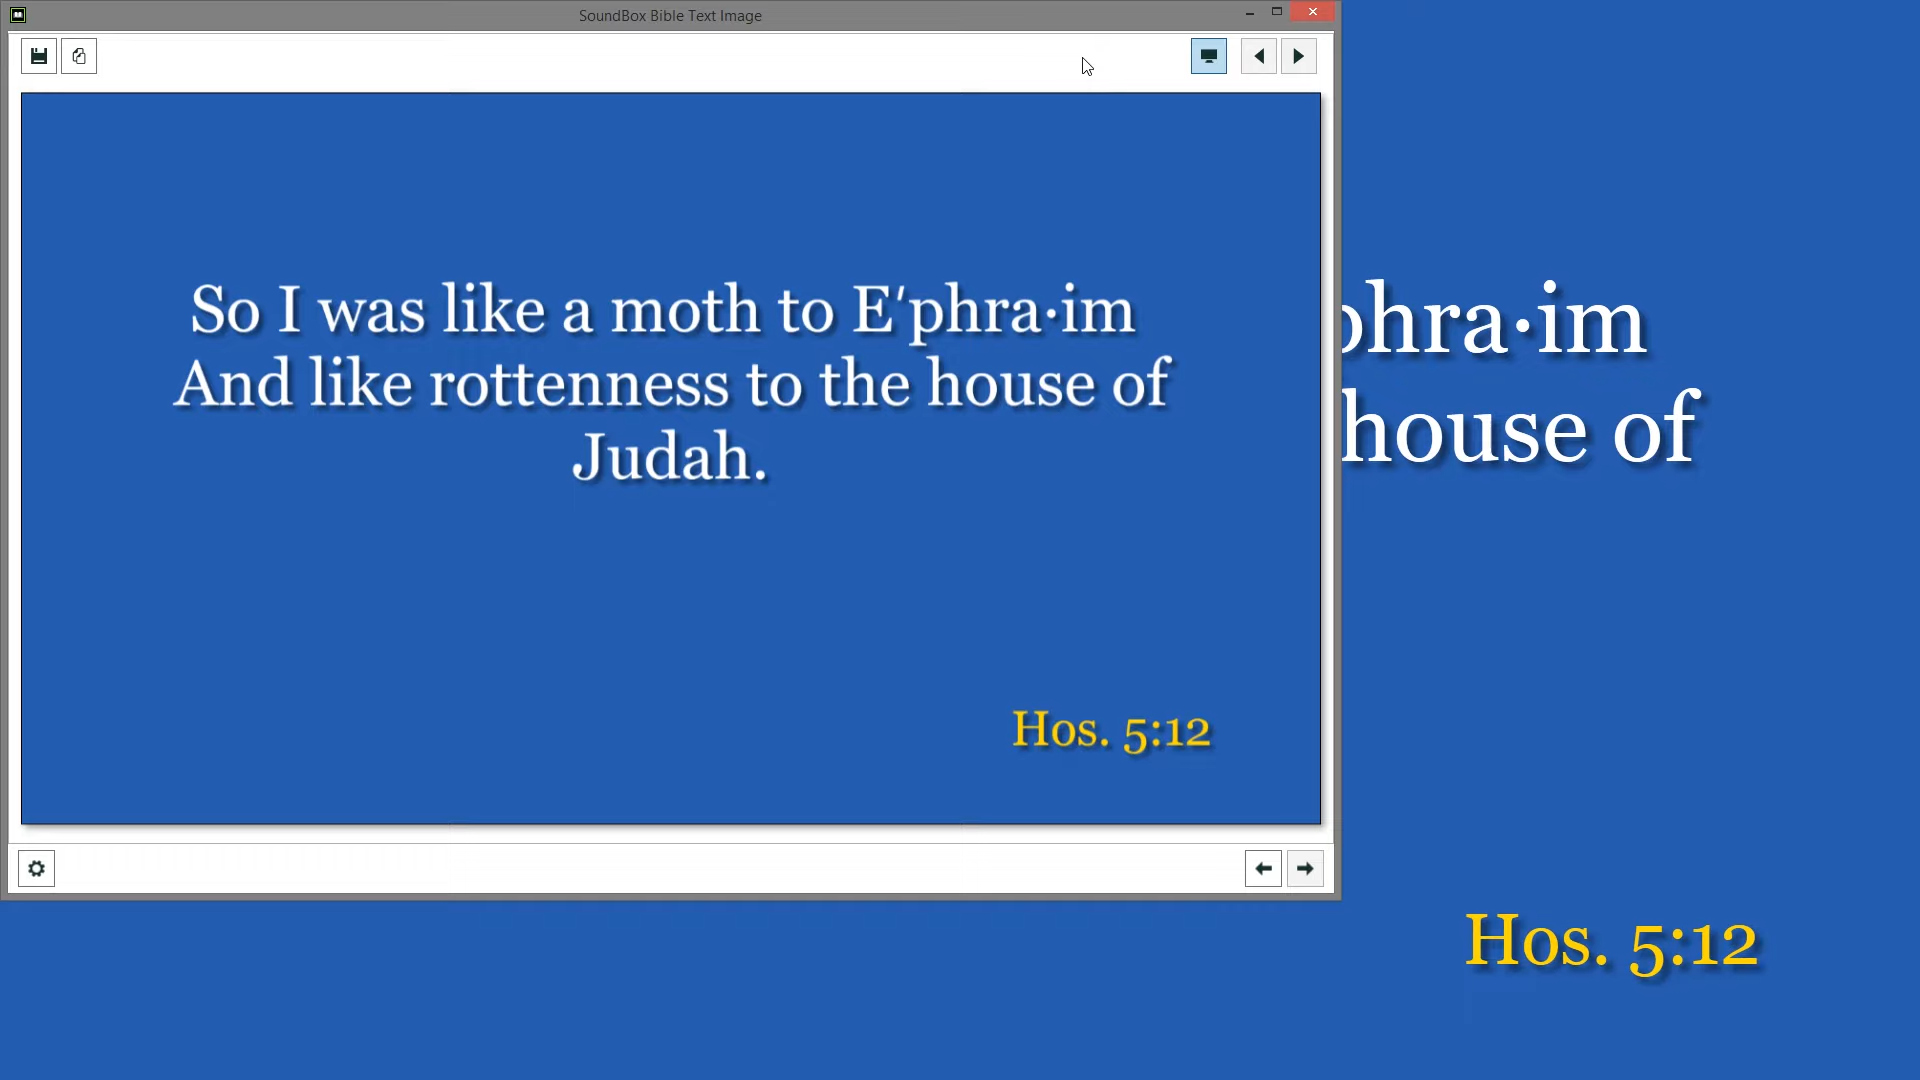 SoundBox Bible Text Image
So I was like a moth to Eʹphra·im
And like rottenness to the house of
Judah.
Hos. 5:12
phra·im
house of
Hos. 5:12